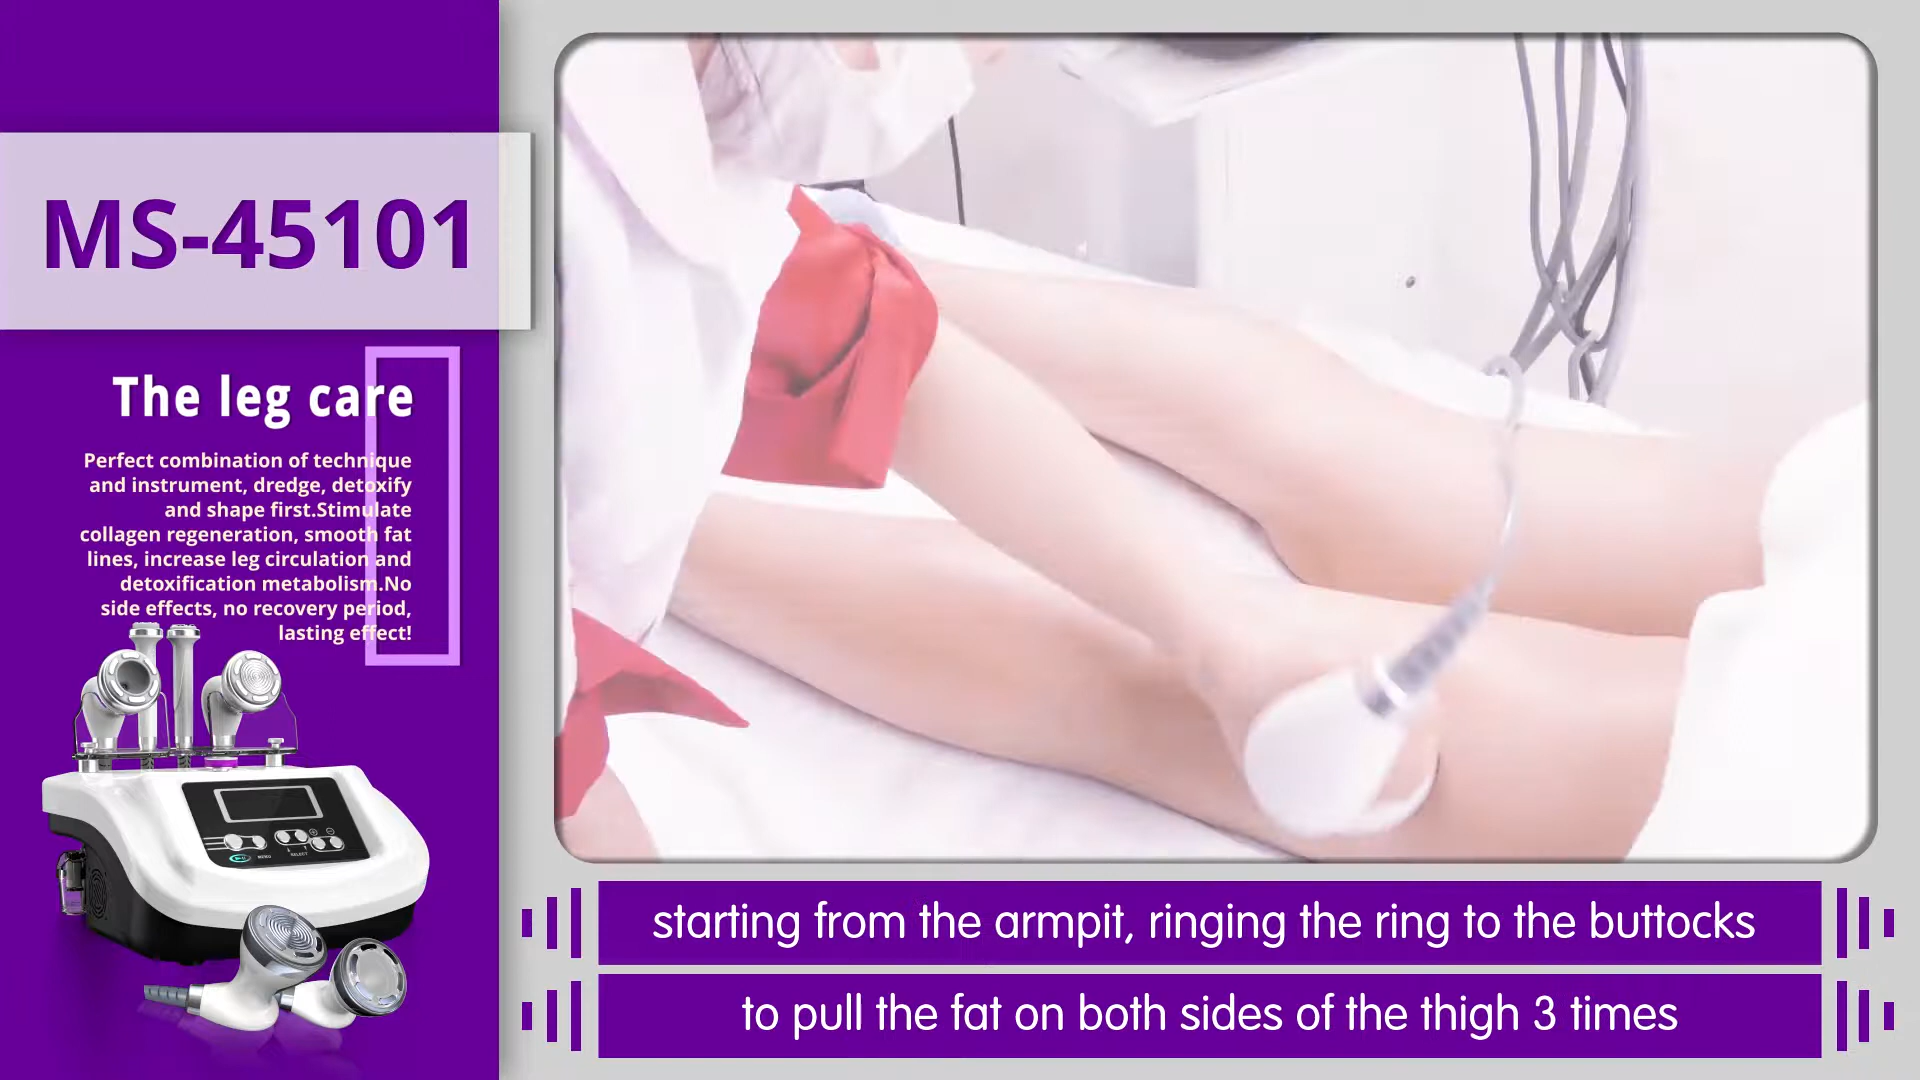 MS-45101
The leg care
Perfect combination of technique
and instrument, dredge, detoxify
and shape first.Stimulate
collagen regeneration, smooth fat
lines, increase leg circulation and
detoxification metabolism.No
side effects, no recovery period,
lasting effect!
MENU
SELECT
starting from the armpit, ringing the ring to the buttocks
to pull the fat on both sides of the thigh 3 times